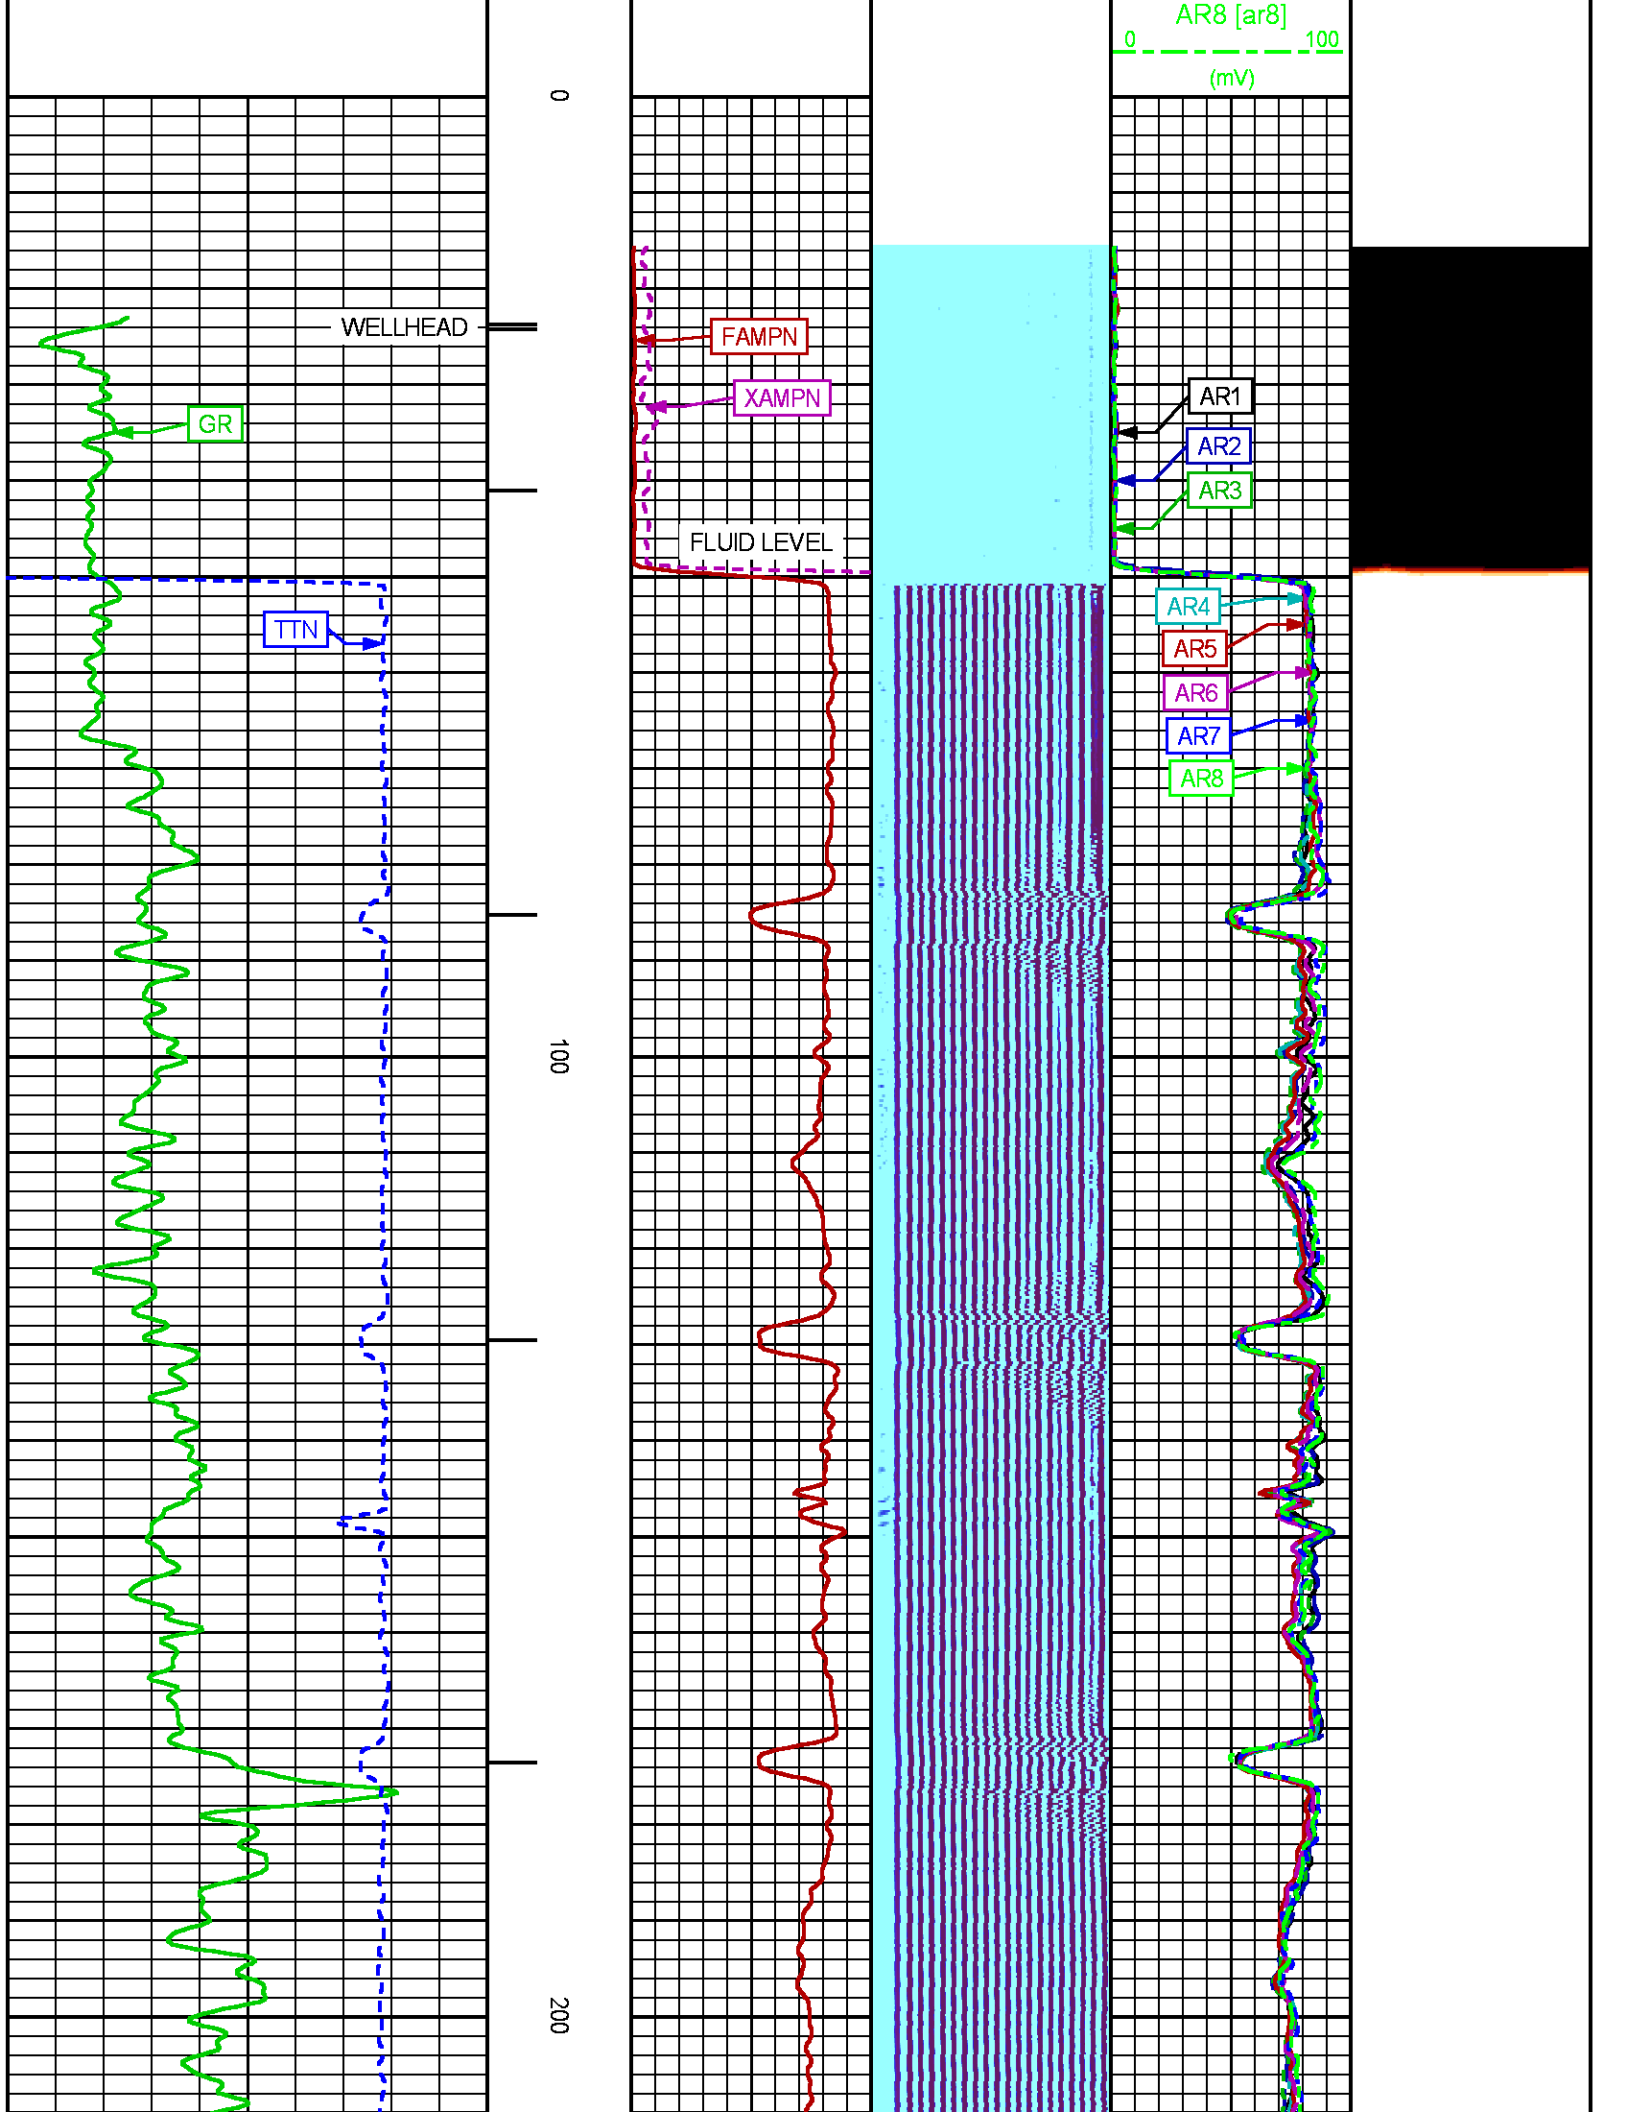 AR8 [ar8]
0 100
(mV)
0
WELLHEAD
FAMPN
XAMPN
AR1
GR
AR2
AR3
FLUID LEVEL
AR4
TTN
AR5
AR6
AR7
AR8
100
200